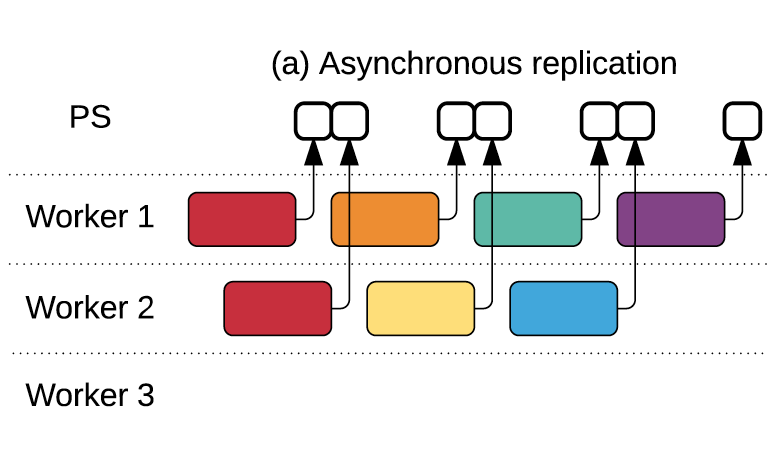 (a) Asynchronous replication
PS
Worker 1
Worker 2
Worker 3